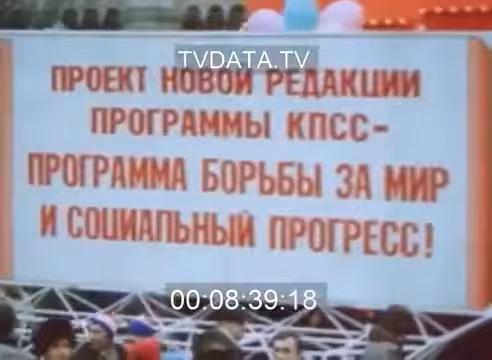 TVDATA.TV
ПРОЕКТ НОВОЙ РЕДАКЦИИ
ПРОГРАММЫ КПСС-
ПРОГРАММА БОРЬБЫ ЗА МИР
И СОЦИАЛЬНЫЙ ПРОГРЕСС!
00:08:39:18